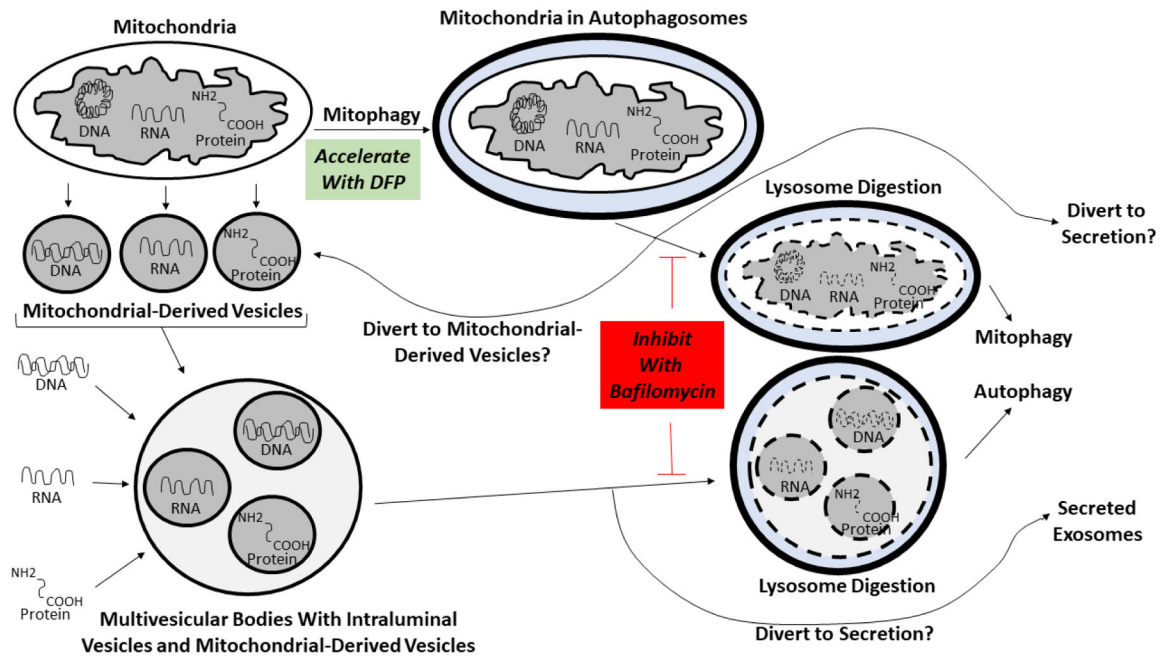 Mitochondria
NH2
COOH
DNA
RNA
Protein
Mitophagy
Accelerate
With DFP
Mitochondria in Autophagosomes
NH2
COOH
DNA
RNA
Protein
NH2
COOH
DNA
RNA
Protein
Mitochondrial-Derived Vesicles
Divert to Mitochondrial-
Derived Vesicles?
Lysosome Digestion
NH2
COOH
DNA
RNA
Protein
Divert to
Secretion?
Inhibit
With
Bafilomycin
Mitophagy
Autophagy
DNA
RNA
NH2
COOH
Protein
DNA
RNA
NH2
COOH
Protein
Multivesicular Bodies With Intraluminal
Vesicles and Mitochondrial-Derived Vesicles
DNA
RNA
NH2
COOH
Protein
Lysosome Digestion
Secreted
Exosomes
Divert to Secretion?